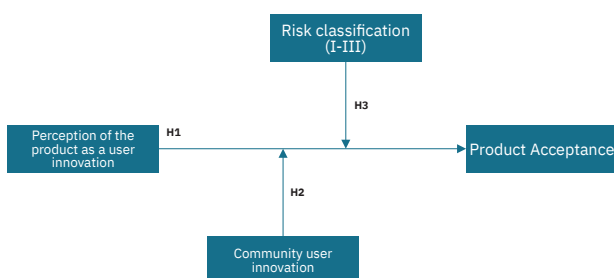 Risk classification
(I-III)
H3
H1
Perception of the
product as a user
innovation
Product Acceptance
H2
Community user
innovation